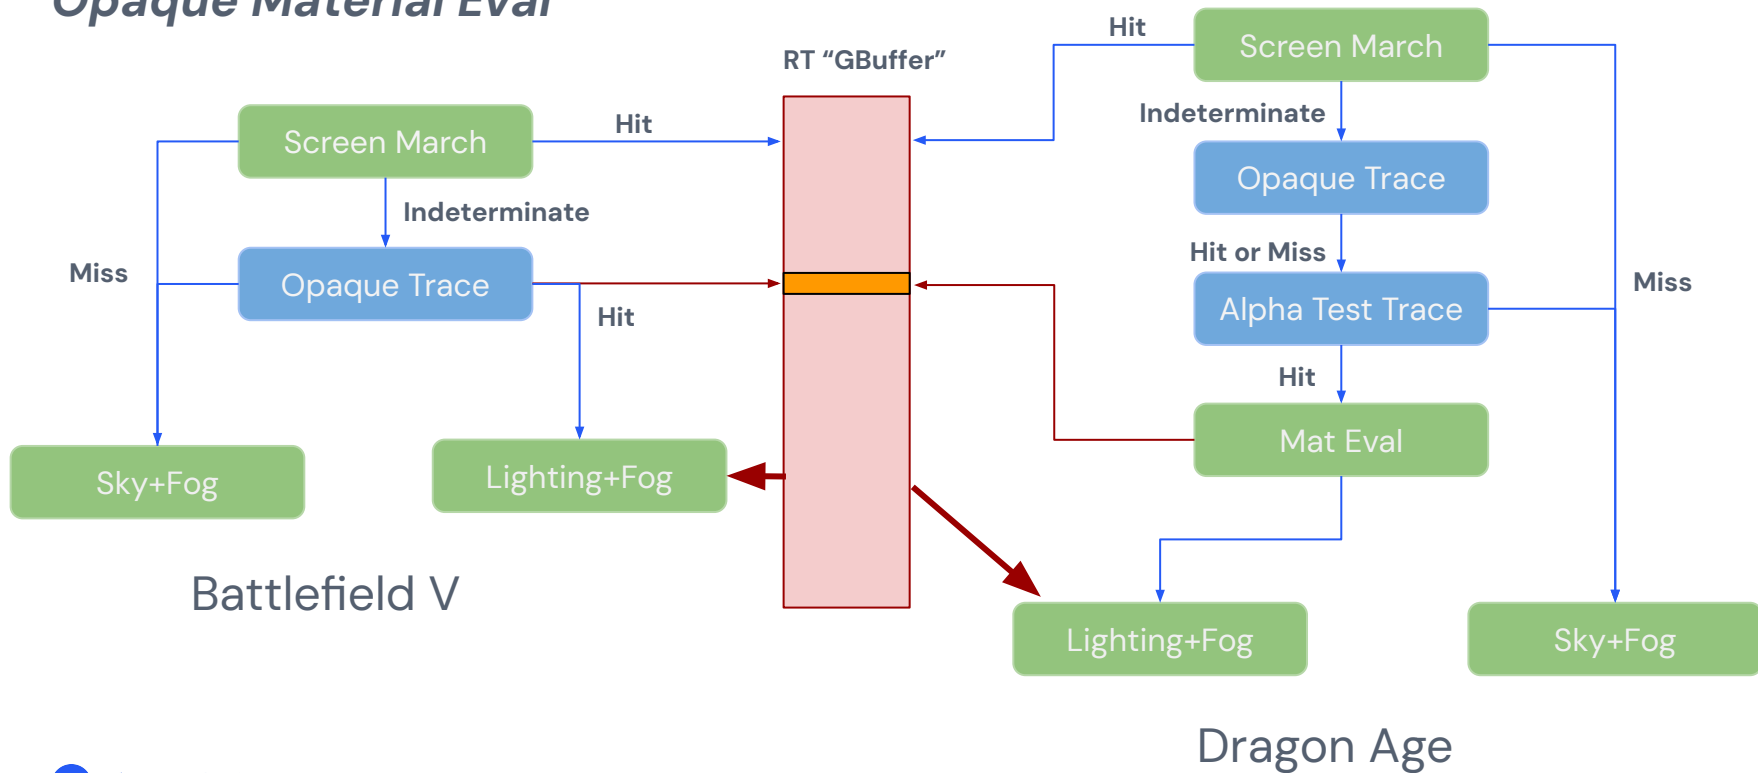 Opaque Material Eval
RT “GBuffer”
Screen March
Hit
Indeterminate
Opaque Trace
Miss
Hit
Sky+Fog
Lighting+Fog
Battlefield V
Hit
Screen March
Indeterminate
Opaque Trace
Hit or Miss
Alpha Test Trace
Miss
Hit
Mat Eval
Lighting+Fog
Sky+Fog
Dragon Age